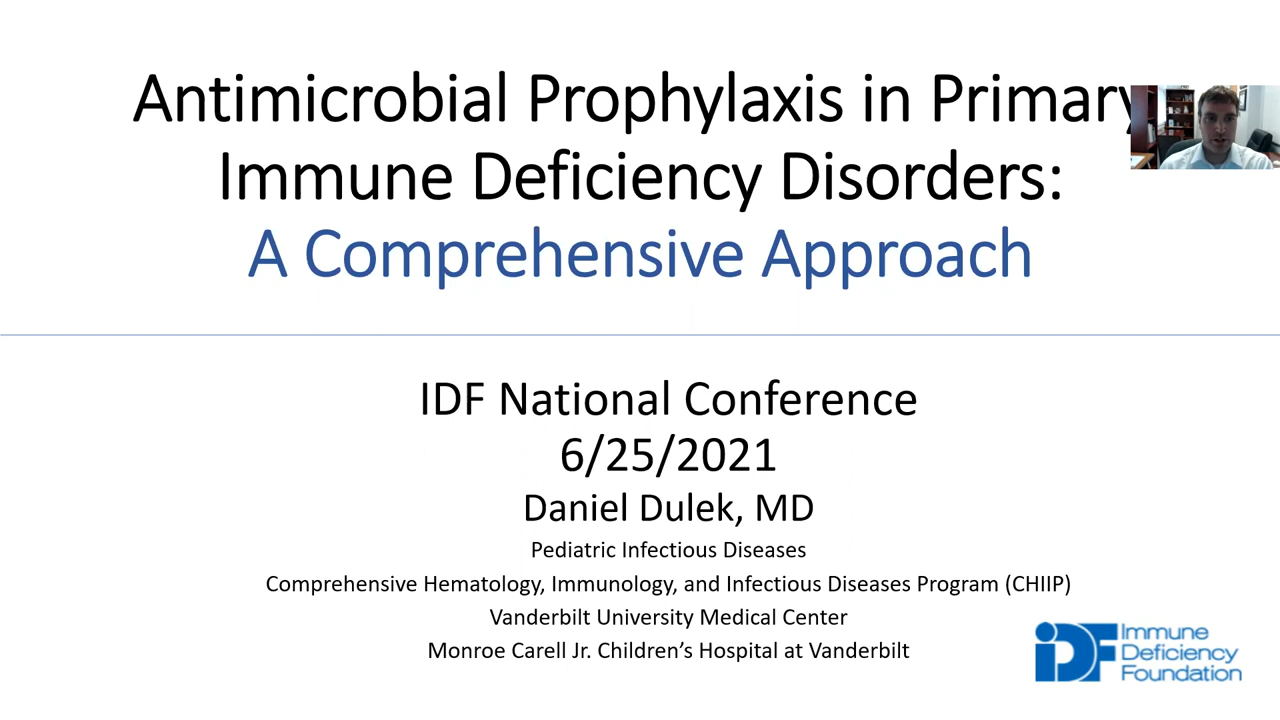 Antimicrobial Prophylaxis in Primary
Immune Deficiency Disorders:
A Comprehensive Approach
IDF National Conference
6/25/2021
Daniel Dulek, MD
Pediatric Infectious Diseases
Comprehensive Hematology, Immunology, and Infectious Diseases Program (CHIIP)
Vanderbilt University Medical Center
Monroe Carell Jr. Children’s Hospital at Vanderbilt
IDF Immune
Deficiency
Foundation